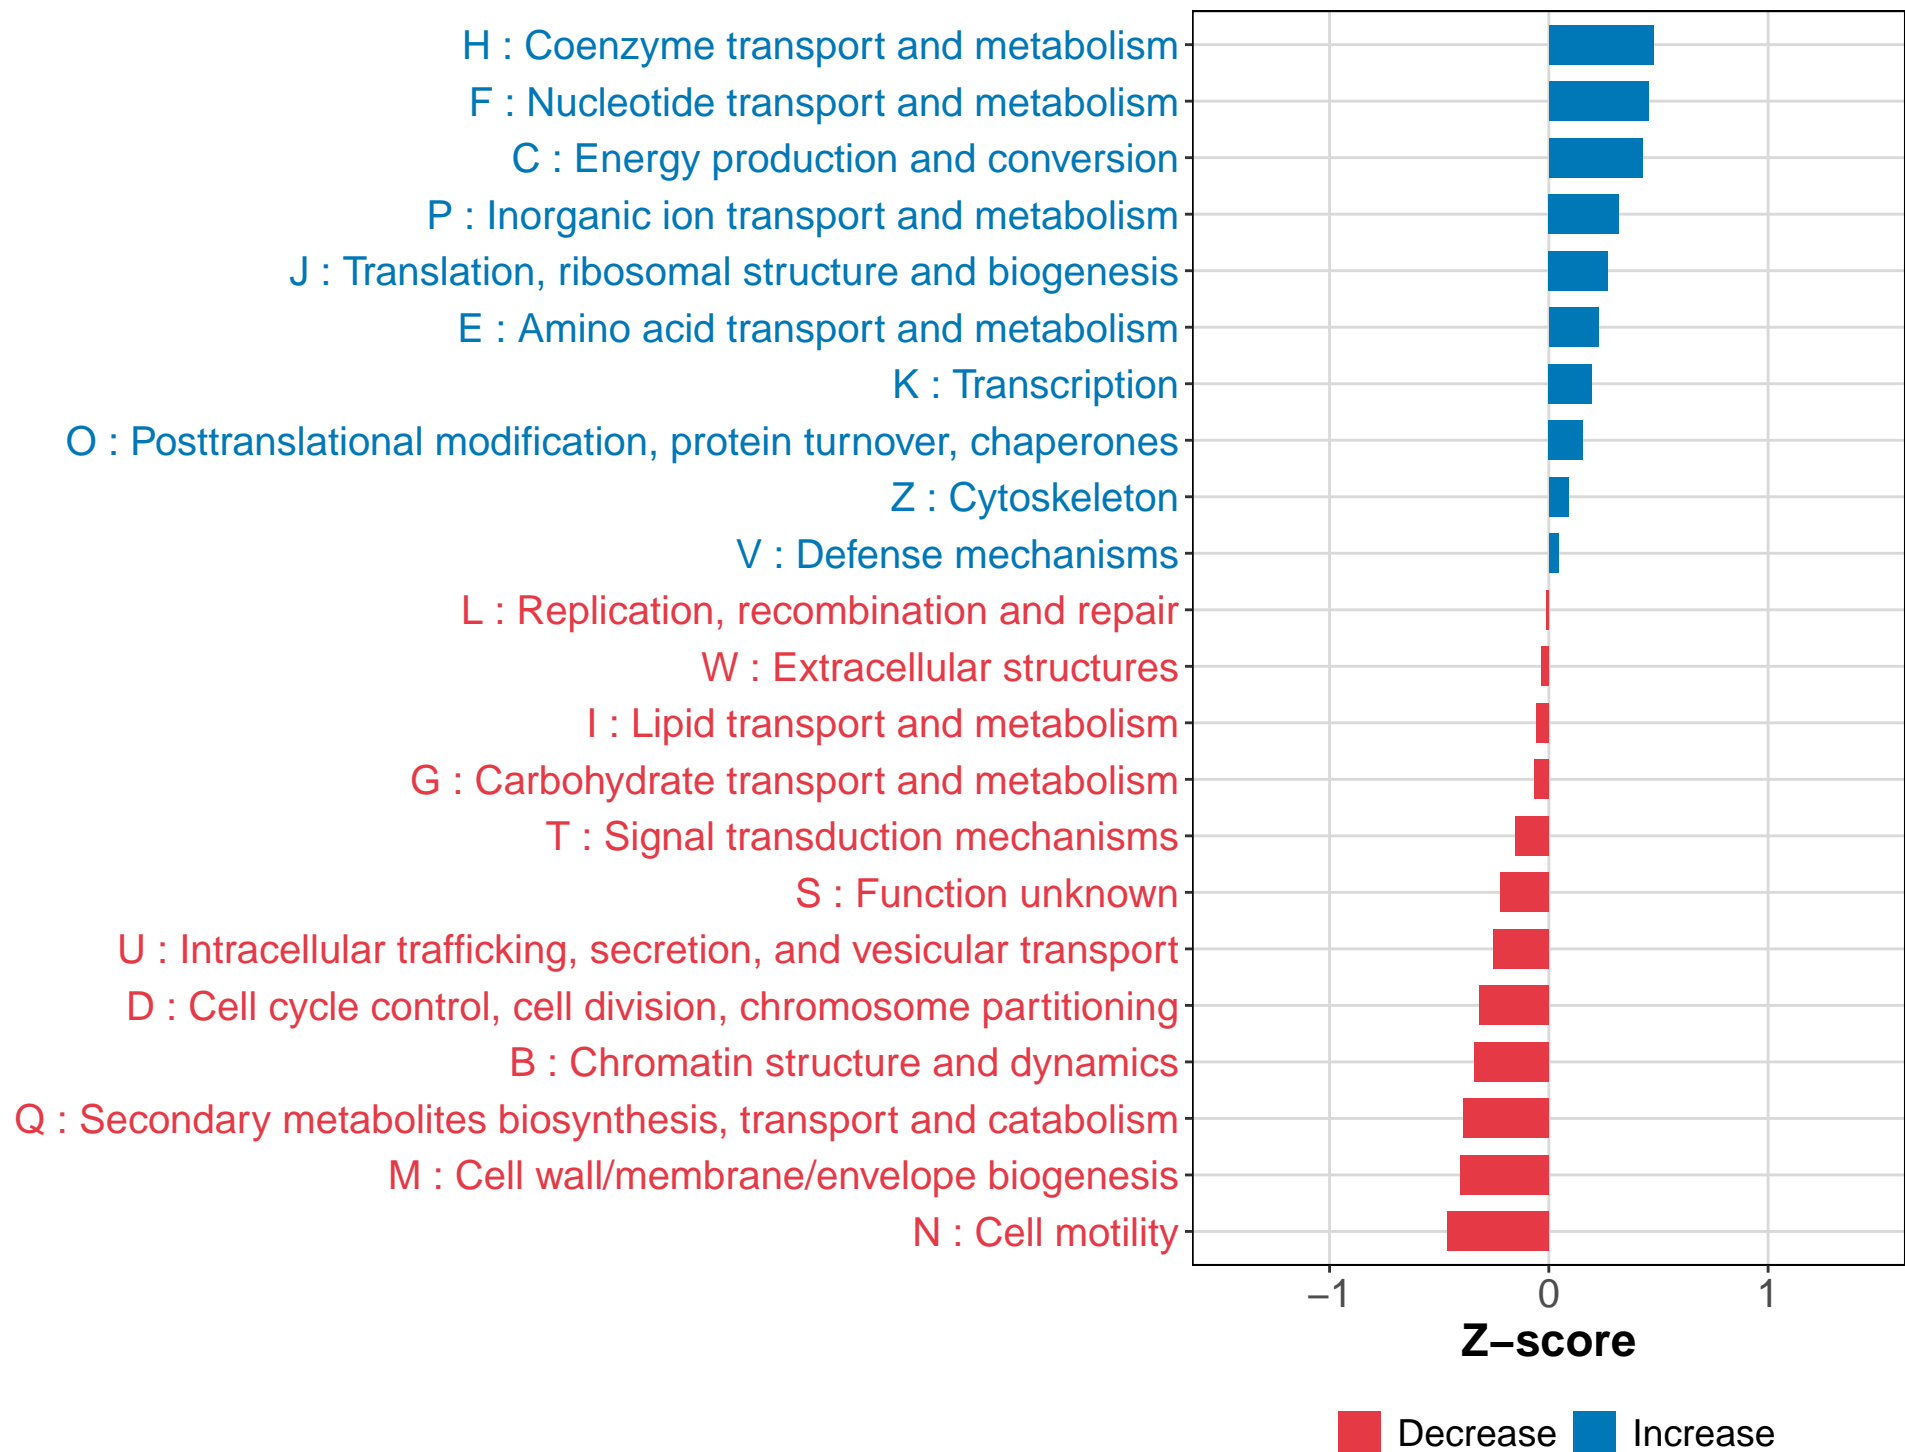 H : Coenzyme transport and metabolism
F : Nucleotide transport and metabolism
C : Energy production and conversion
P : Inorganic ion transport and metabolism
J : Translation, ribosomal structure and biogenesis
E : Amino acid transport and metabolism
K : Transcription
O : Posttranslational modification, protein turnover, chaperones
Z : Cytoskeleton
V : Defense mechanisms
L : Replication, recombination and repair
W : Extracellular structures
I : Lipid transport and metabolism
G : Carbohydrate transport and metabolism
T : Signal transduction mechanisms
S : Function unknown
U : Intracellular trafficking, secretion, and vesicular transport
D : Cell cycle control, cell division, chromosome partitioning
B : Chromatin structure and dynamics
Q : Secondary metabolites biosynthesis, transport and catabolism
M : Cell wall/membrane/envelope biogenesis
N : Cell motility
−1 0 1
Z−score
Decrease Increase